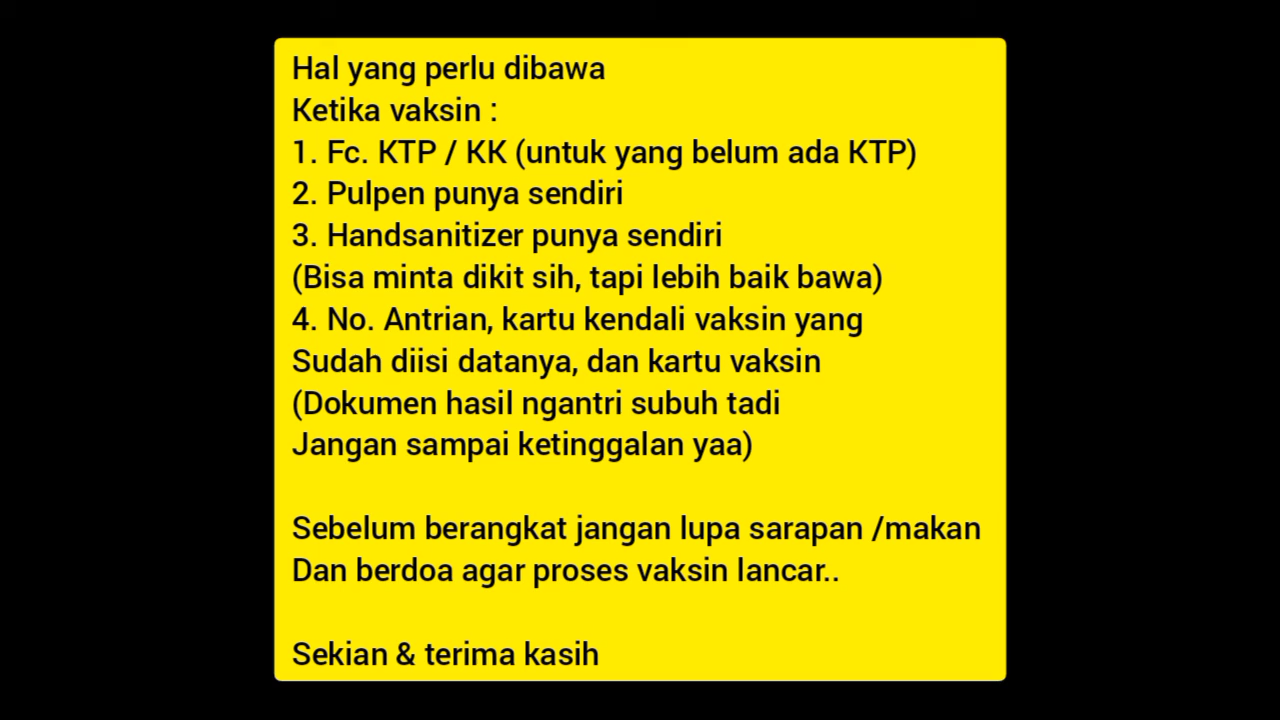 Hal yang perlu dibawa
Ketika vaksin :
1. Fc. KTP / KK (untuk yang belum ada KTP)
2. Pulpen punya sendiri
3. Handsanitizer punya sendiri
(Bisa minta dikit sih, tapi lebih baik bawa)
4. No. Antrian, kartu kendali vaksin yang
Sudah diisi datanya, dan kartu vaksin
(Dokumen hasil ngantri subuh tadi
Jangan sampai ketinggalan yaa)
Sebelum berangkat jangan lupa sarapan /makan
Dan berdoa agar proses vaksin lancar..
Sekian & terima kasih